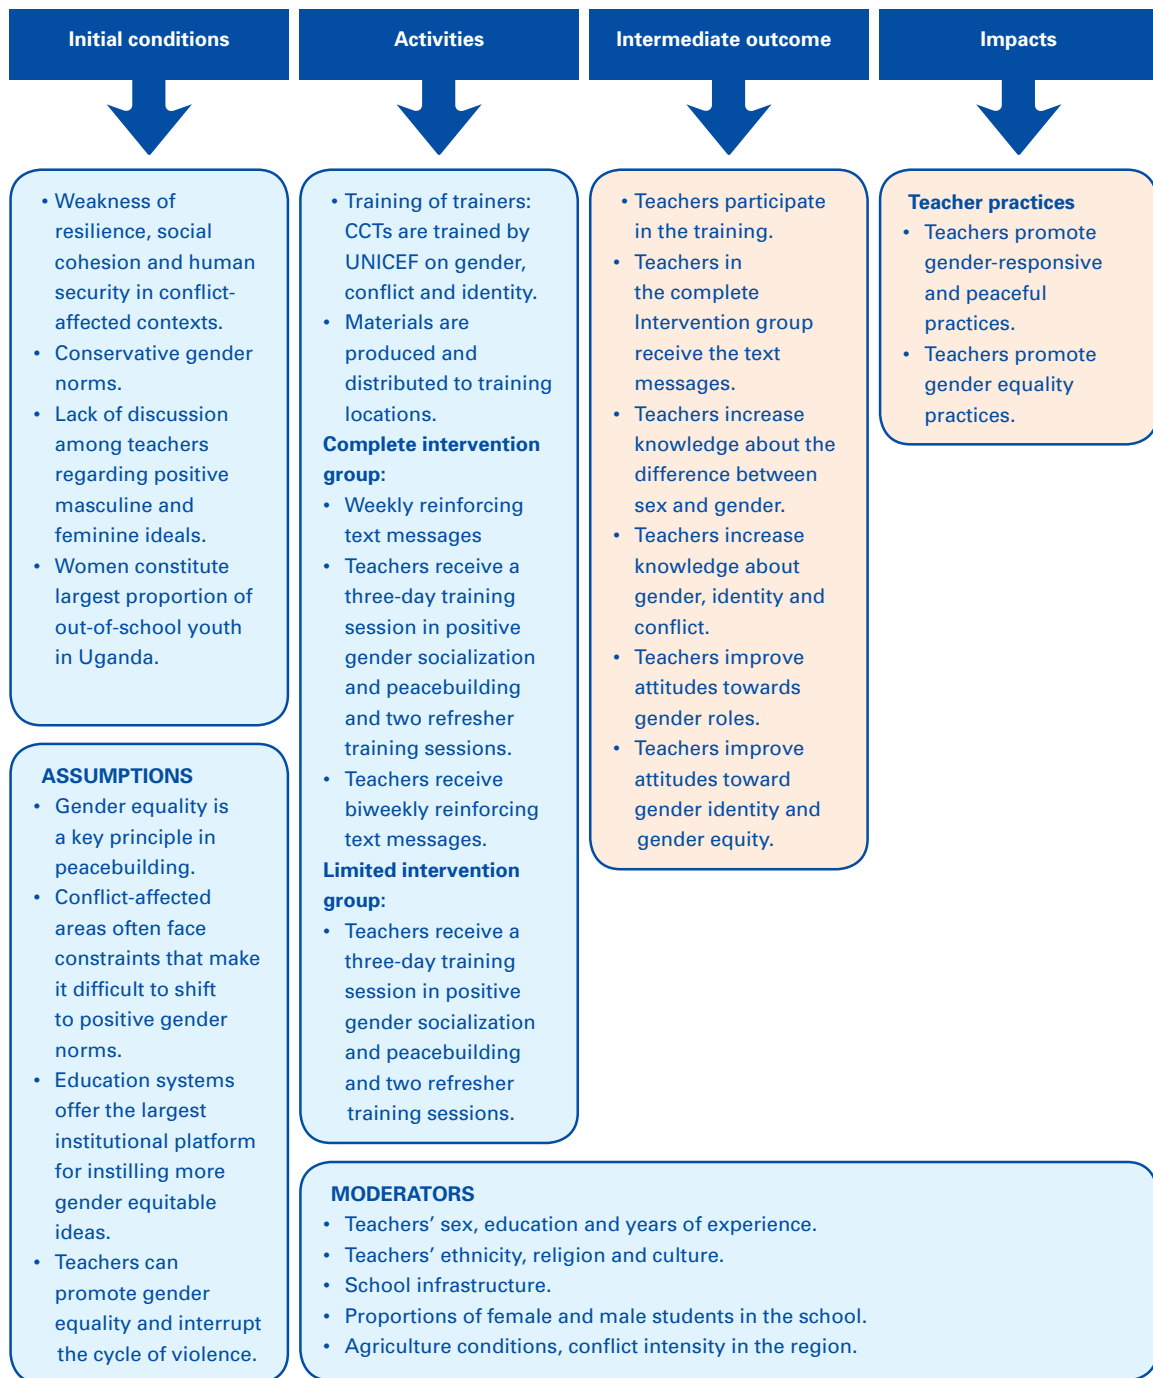 Initial conditions
Activities
Intermediate outcome
Impacts
• Weakness of
resilience, social
cohesion and human
security in conflict-
affected contexts.
• Conservative gender
norms.
• Lack of discussion
among teachers
regarding positive
masculine and
feminine ideals.
• Women constitute
largest proportion of
out-of-school youth
in Uganda.
ASSUMPTIONS
• Gender equality is
a key principle in
peacebuilding.
• Conflict-affected
areas often face
constraints that make
it difficult to shift
to positive gender
norms.
• Education systems
offer the largest
institutional platform
for instilling more
gender equitable
ideas.
• Teachers can
promote gender
equality and interrupt
the cycle of violence.
• Training of trainers:
CCTs are trained by
UNICEF on gender,
conflict and identity.
• Materials are
produced and
distributed to training
locations.
Complete intervention
group:
• Weekly reinforcing
text messages
• Teachers receive a
three-day training
session in positive
gender socialization
and peacebuilding
and two refresher
training sessions.
• Teachers receive
biweekly reinforcing
text messages.
Limited intervention
group:
• Teachers receive a
three-day training
session in positive
gender socialization
and peacebuilding
and two refresher
training sessions.
• Teachers participate
in the training.
• Teachers in
the complete
Intervention group
receive the text
messages.
• Teachers increase
knowledge about the
difference between
sex and gender.
• Teachers increase
knowledge about
gender, identity and
conflict.
• Teachers improve
attitudes towards
gender roles.
• Teachers improve
attitudes toward
gender identity and
gender equity.
Teacher practices
• Teachers promote
gender-responsive
and peaceful
practices.
• Teachers promote
gender equality
practices.
MODERATORS
• Teachers' sex, education and years of experience.
• Teachers' ethnicity, religion and culture.
• School infrastructure.
• Proportions of female and male students in the school.
• Agriculture conditions, conflict intensity in the region.